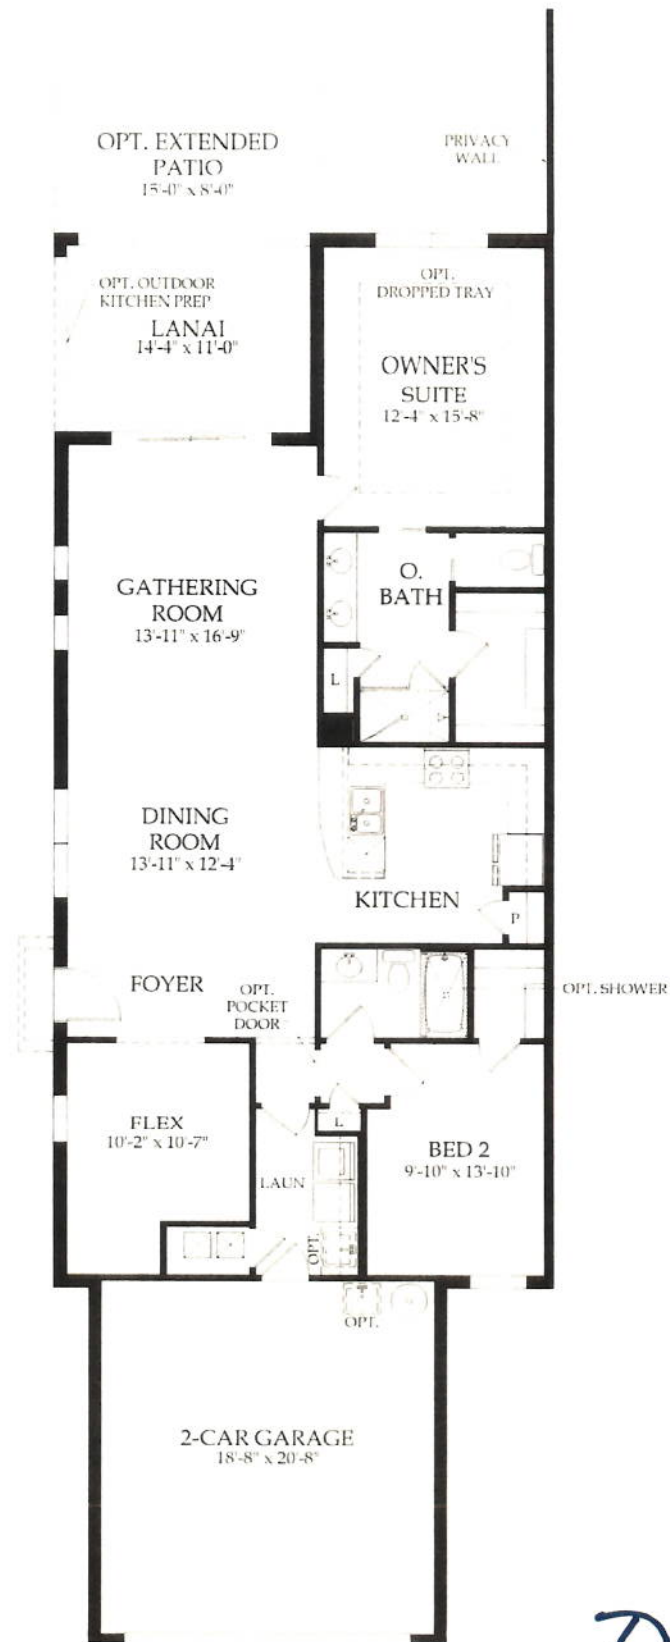 OPT. EXTENDED
PATIO
15'-0" x 8'-0"
PRIVACY
WALL
OPT. OUTDOOR
KITCHEN PREP
LANAI
14'-4" x 11'-0"
OPT.
DROPPED TRAY
OWNER'S
SUITE
12'-4" x 15'-8"
GATHERING
ROOM
13'-11" x 16'-9"
O.
BATH
L
DINING
ROOM
13'-11" x 12'-4"
KITCHEN
P
FOYER
OPT.
POCKET
DOOR
OPT. SHOWER
FLEX
10'-2" x 10'-7"
L
LAUN
BED 2
9'-10" x 13'-10"
OPT.
OPT.
2-CAR GARAGE
18'-8" x 20'-8"